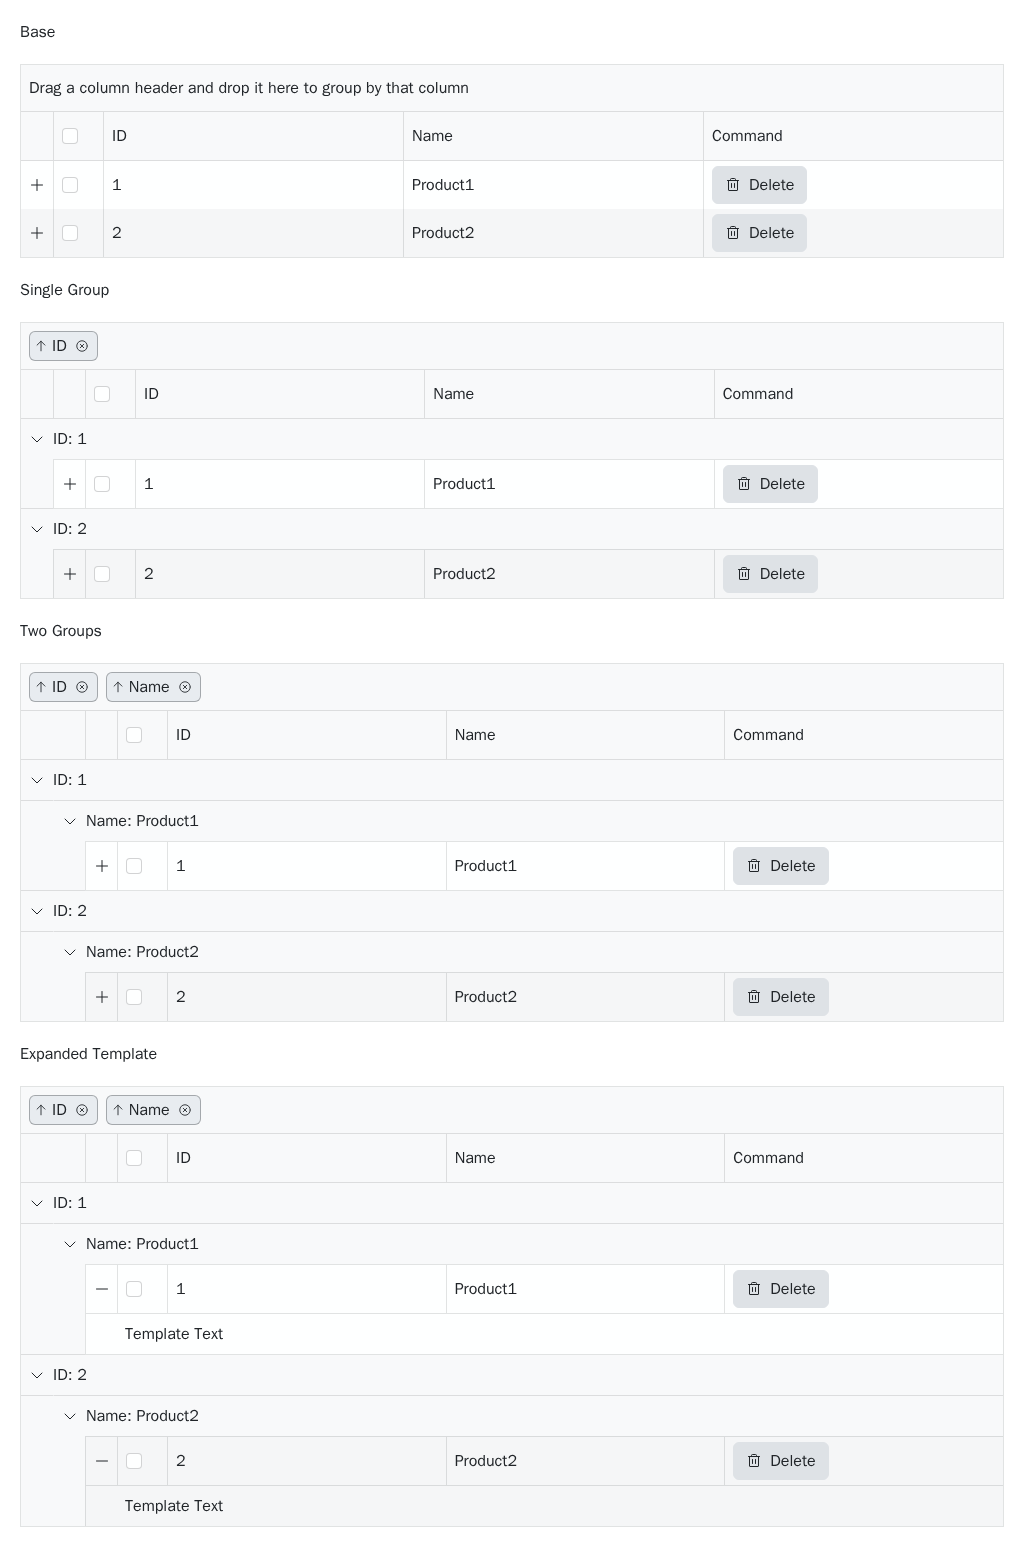 Base
Drag a column header and drop it here to group by that column
ID Name Command
1 Product1 Delete
2 Product2 Delete
Single Group
ID
ID Name Command
ID: 1
1 Product1 Delete
ID: 2
2 Product2 Delete
Two Groups
ID Name
ID Name Command
ID: 1
Name: Product1
1 Product1 Delete
ID: 2
Name: Product2
2 Product2 Delete
Expanded Template
ID Name
ID Name Command
ID: 1
Name: Product1
1 Product1 Delete
Template Text
ID: 2
Name: Product2
2 Product2 Delete
Template Text